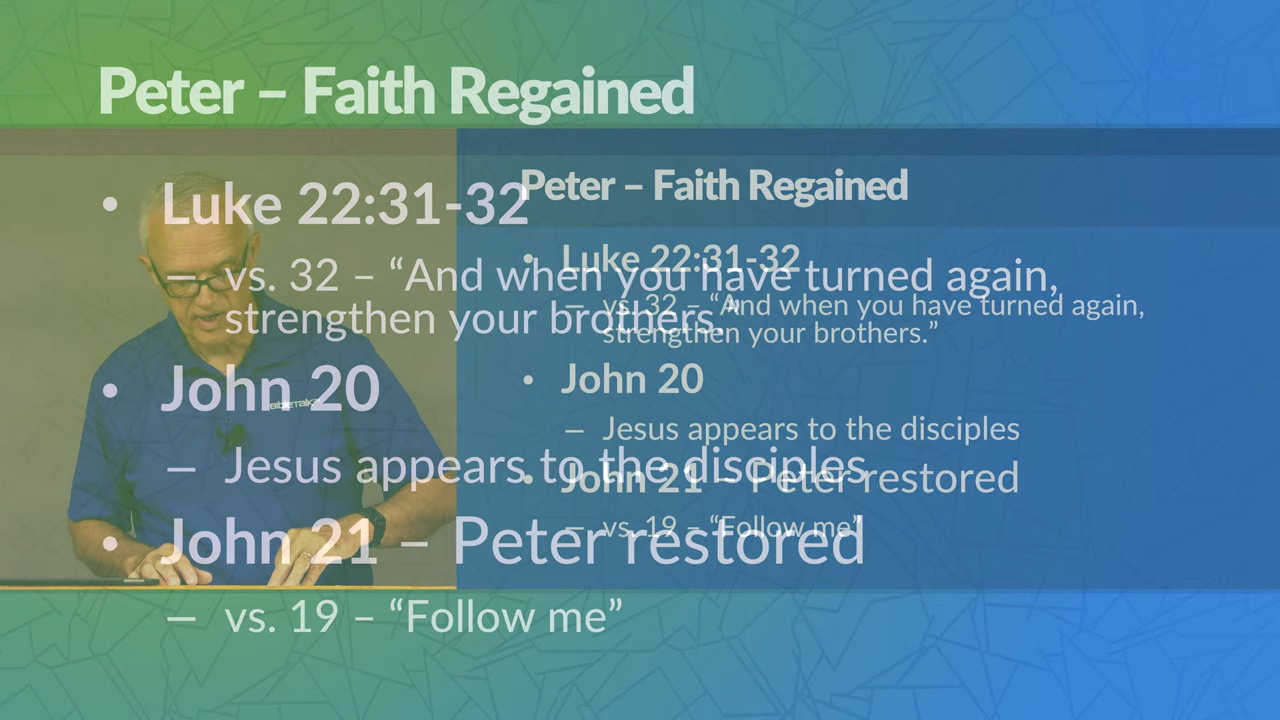 Peter – Faith Regained
• Luke 22:31-32
– vs. 32 – “And when you have turned again,
strengthen your brothers.”
• John 20
– Jesus appears to the disciples
• John 21 – Peter restored
– vs. 19 – “Follow me”
Peter – Faith Regained
• Luke 22:31-32
– vs. 32 – “And when you have turned again,
strengthen your brothers.”
• John 20
– Jesus appears to the disciples
• John 21 – Peter restored
– vs. 19 – “Follow me”
BibleTalk